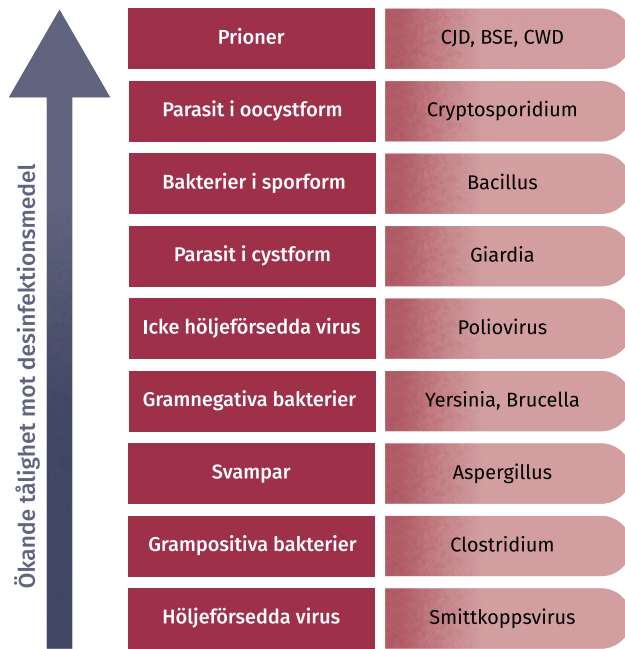 Ökande tålighet mot desinfektionsmedel
Prioner
CJD, BSE, CWD
Parasit i oocystform
Cryptosporidium
Bakterier i sporform
Bacillus
Parasit i cystform
Giardia
Icke höljeförsedda virus
Poliovirus
Gramnegativa bakterier
Yersinia, Brucella
Svampar
Aspergillus
Grampositiva bakterier
Clostridium
Höljeförsedda virus
Smittkoppsvirus